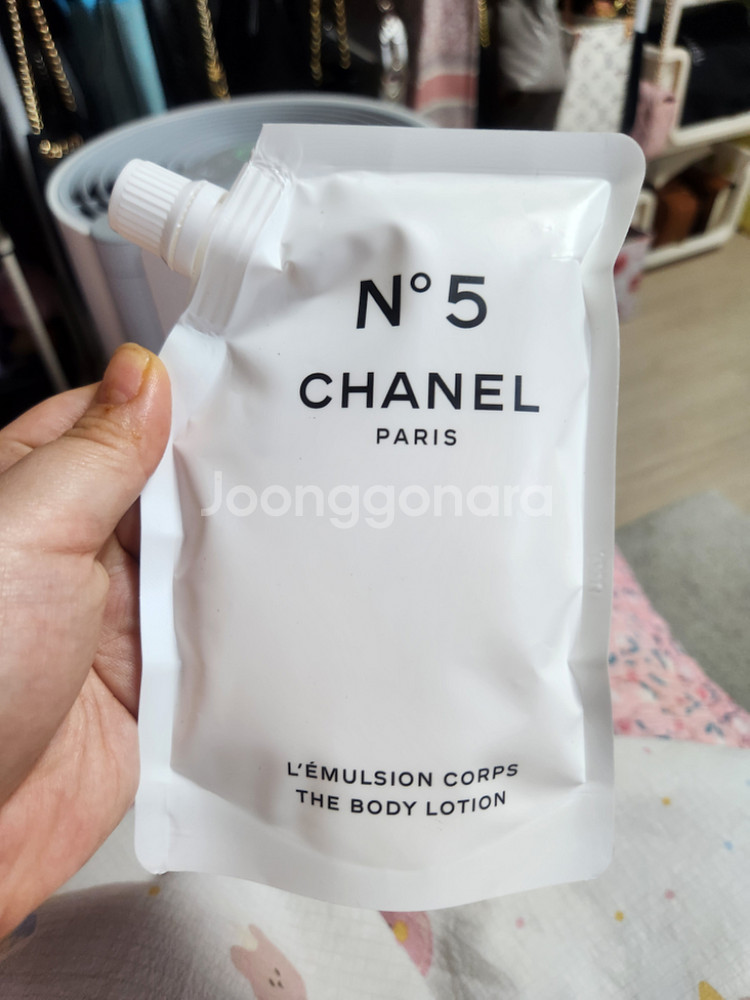 N°5
CHANEL
PARIS
Joonggonara
L'ÉMULSION CORPS
THE BODY LOTION